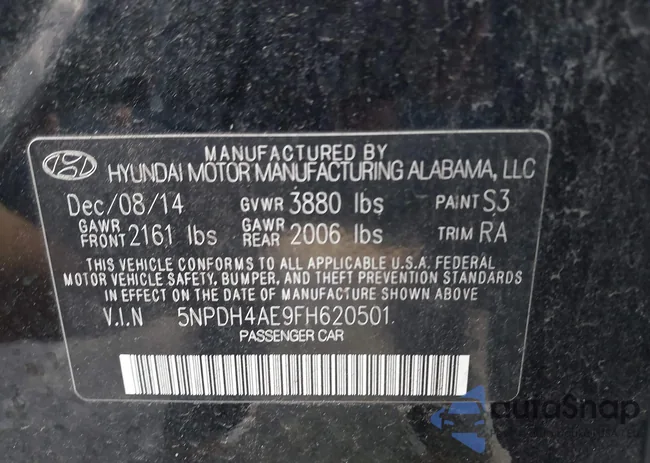 MANUFACTURED BY
HYUNDAI MOTOR MANUFACTURING ALABAMA, LLC
Dec/08/14 GVWR 3880 lbs PAINT S3
GAWR FRONT 2161 lbs GAWR REAR 2006 lbs TRIM RA
THIS VEHICLE CONFORMS TO ALL APPLICABLE U.S.A. FEDERAL
MOTOR VEHICLE SAFETY, BUMPER, AND THEFT PREVENTION STANDARDS
IN EFFECT ON THE DATE OF MANUFACTURE SHOWN ABOVE
V.I.N 5NPDH4AE9FH620501
PASSENGER CAR
autoSnap